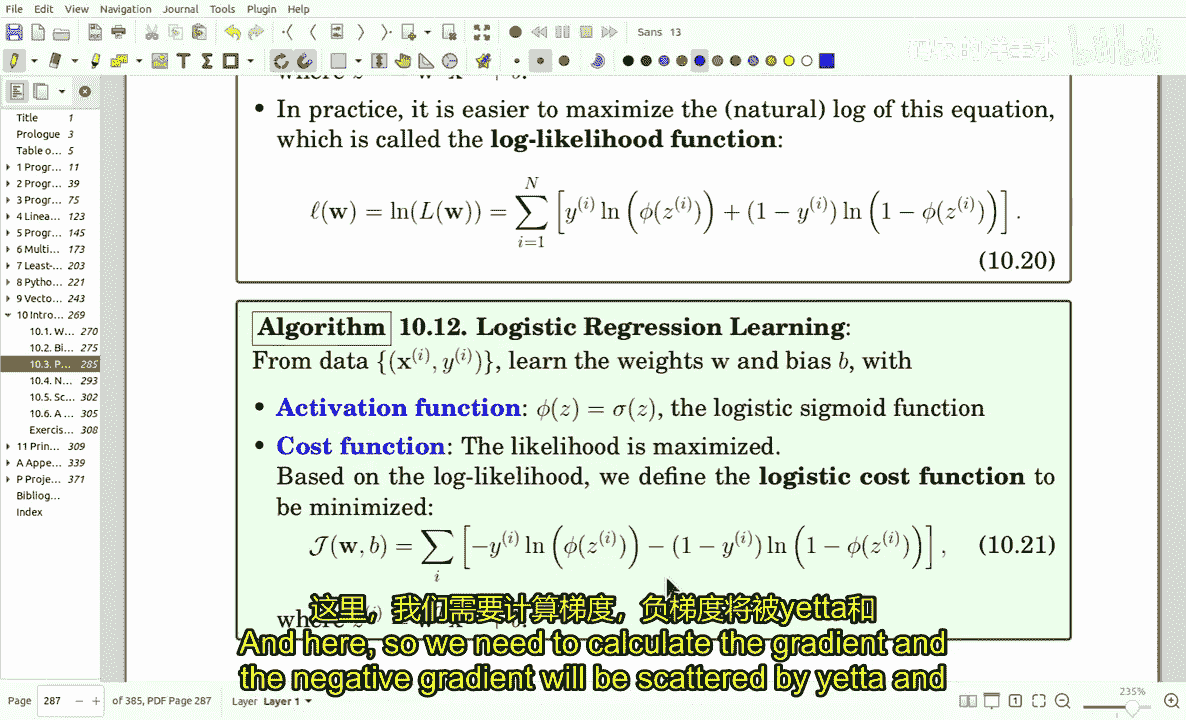 File Edit View Navigation Journal Tools Plugin Help
Sans 13
bilibili
Title 1
Prologue 3
Table o... 5
1 Progr... 11
2 Progr... 39
3 Progr... 75
4 Linea... 123
5 Progr... 145
6 Multi... 173
7 Least-... 203
8 Pytho... 221
9 Vecto... 243
10 Intro... 269
10.1. W... 270
10.2. Bi... 275
10.3. P... 285
10.4. N... 293
10.5. Sc... 302
10.6. A ... 305
Exercis... 308
11 Prin... 309
A Appe... 339
P Proje... 371
Bibliog...
Index
• In practice, it is easier to maximize the (natural) log of this equation,
which is called the log-likelihood function:
ℓ(w) = ln(L(w)) = ∑_{i=1}^{N} [y^{(i)} ln (ϕ(z^{(i)})) + (1 − y^{(i)}) ln (1 − ϕ(z^{(i)}))] .
(10.20)
Algorithm 10.12. Logistic Regression Learning:
From data {(x^{(i)}, y^{(i)})}, learn the weights w and bias b, with
• Activation function: ϕ(z) = σ(z), the logistic sigmoid function
• Cost function: The likelihood is maximized.
Based on the log-likelihood, we define the logistic cost function to
be minimized:
𝒥(w, b) = ∑_i [−y^{(i)} ln (ϕ(z^{(i)})) − (1 − y^{(i)}) ln (1 − ϕ(z^{(i)}))] , (10.21)
这里，我们需要计算梯度，负梯度将被yetta和
And here, so we need to calculate the gradient and
the negative gradient will be scattered by yetta and
Page 287 − + of 385, PDF Page 287 Layer Layer 1 235%